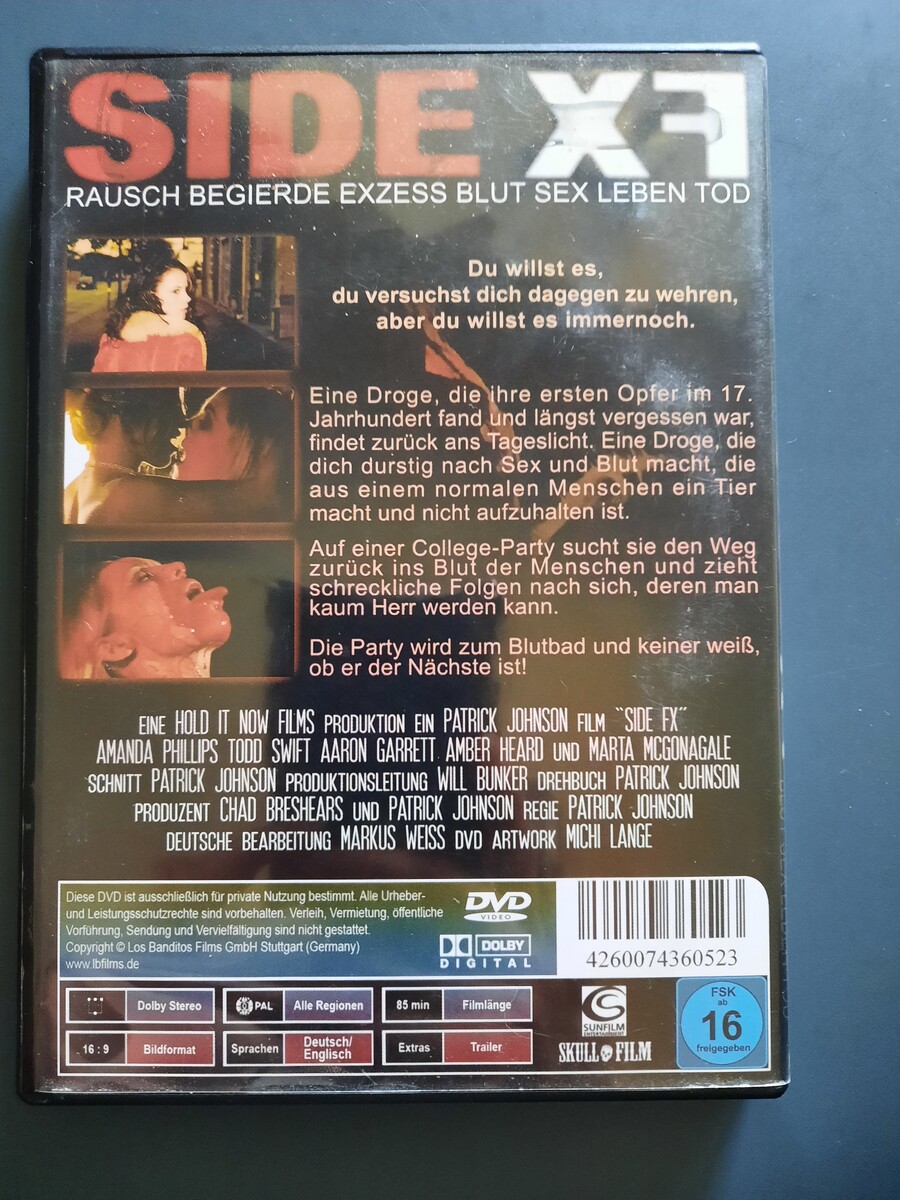 SIDE FX
RAUSCH BEGIERDE EXZESS BLUT SEX LEBEN TOD
Du willst es,
du versuchst dich dagegen zu wehren,
aber du willst es immernoch.
Eine Droge, die ihre ersten Opfer im 17.
Jahrhundert fand und längst vergessen war,
findet zurück ans Tageslicht. Eine Droge, die
dich durstig nach Sex und Blut macht, die
aus einem normalen Menschen ein Tier
macht und nicht aufzuhalten ist.
Auf einer College-Party sucht sie den Weg
zurück ins Blut der Menschen und zieht
schreckliche Folgen nach sich, deren man
kaum Herr werden kann.
Die Party wird zum Blutbad und keiner weiß,
ob er der Nächste ist!
EINE HOLD IT NOW FILMS PRODUKTION EIN PATRICK JOHNSON FILM "SIDE FX"
AMANDA PHILLIPS TODD SWIFT AARON GARRETT AMBER HEARD UND MARTA MCGONAGALE
SCHNITT PATRICK JOHNSON PRODUKTIONSLEITUNG WILL BUNKER DREHBUCH PATRICK JOHNSON
PRODUZENT CHAD BRESHEARS UND PATRICK JOHNSON REGIE PATRICK JOHNSON
DEUTSCHE BEARBEITUNG MARKUS WEISS DVD ARTWORK MICHI LANGE
Diese DVD ist ausschließlich für private Nutzung bestimmt. Alle Urheber-
und Leistungsschutzrechte sind vorbehalten. Verleih, Vermietung, öffentliche
Vorführung, Sendung und Vervielfältigung sind nicht gestattet.
Copyright © Los Banditos Films GmbH Stuttgart (Germany)
www.lbfilms.de
DVD
VIDEO
DOLBY
DIGITAL
4260074360523
Dolby Stereo
PAL Alle Regionen
85 min Filmlänge
16 : 9 Bildformat
Sprachen Deutsch/
Englisch
Extras Trailer
SUNFILM
ENTERTAINMENT
SKULL FILM
FSK
ab
16
freigegeben